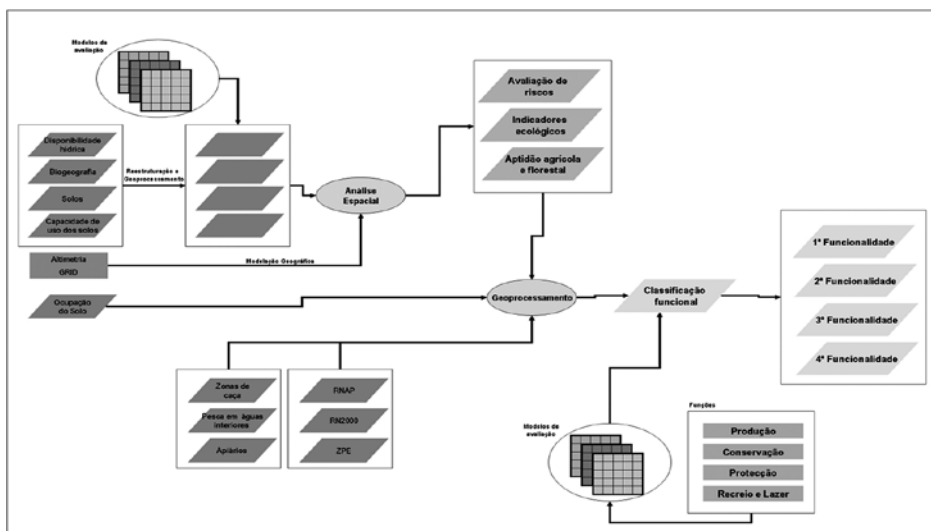 Modelos de
avaliação
Disponibilidade
hídrica
Biogeografia
Solos
Capacidade de
uso dos solos
Reestruturação e
Geoprocessamento
Análise
Espacial
Avaliação de
riscos
Indicadores
ecológicos
Aptidão agrícola
e florestal
Altimetria
GRID
Modelação Geográfica
Ocupação
do Solo
Geoprocessamento
Classificação
funcional
1ª Funcionalidade
2ª Funcionalidade
3ª Funcionalidade
4ª Funcionalidade
Zonas de
caça
Pesca em águas
interiores
Apiários
RNAP
RN2000
ZPE
Modelos de
avaliação
Funções
Produção
Conservação
Protecção
Recreio e Lazer